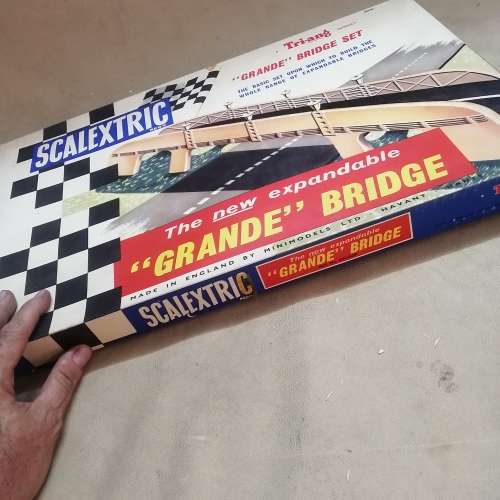 Tri-ang
"GRANDE" BRIDGE SET
THE BASIC SET UPON WHICH TO BUILD THE
WHOLE RANGE OF EXPANDABLE BRIDGES
SCALEXTRIC
The new expandable
"GRANDE" BRIDGE
MADE IN ENGLAND BY MINIMODELS LTD HAVANT
SCALEXTRIC
The new expandable
"GRANDE" BRIDGE